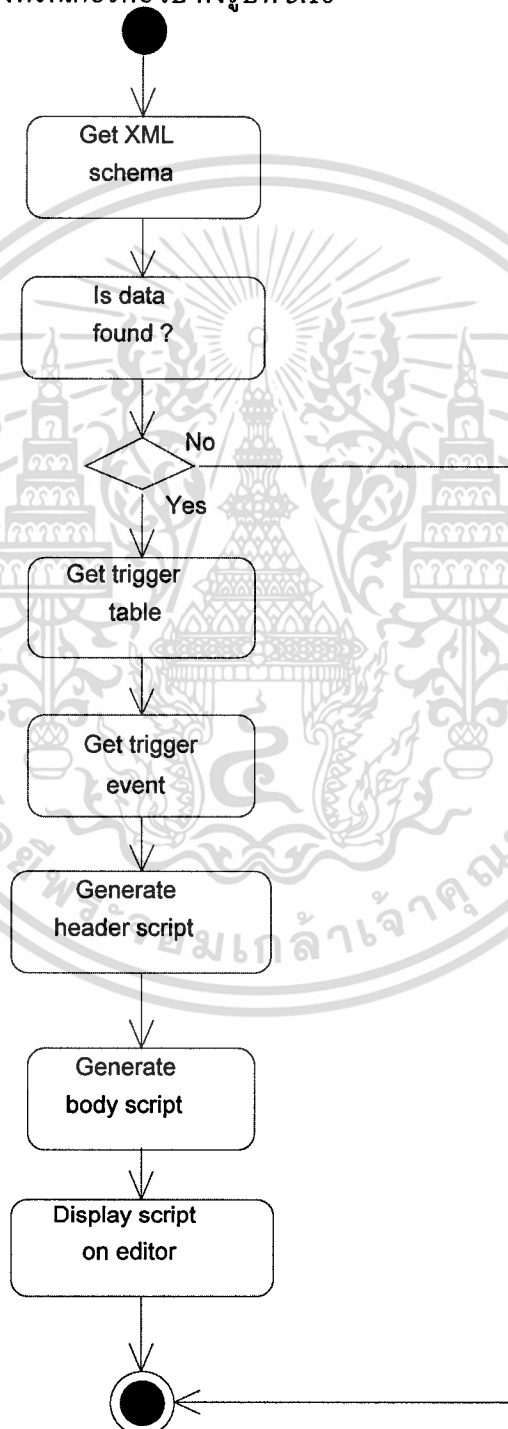 Get XML
schema
Is data
found ?
No
Yes
Get trigger
table
Get trigger
event
Generate
header script
Generate
body script
Display script
on editor